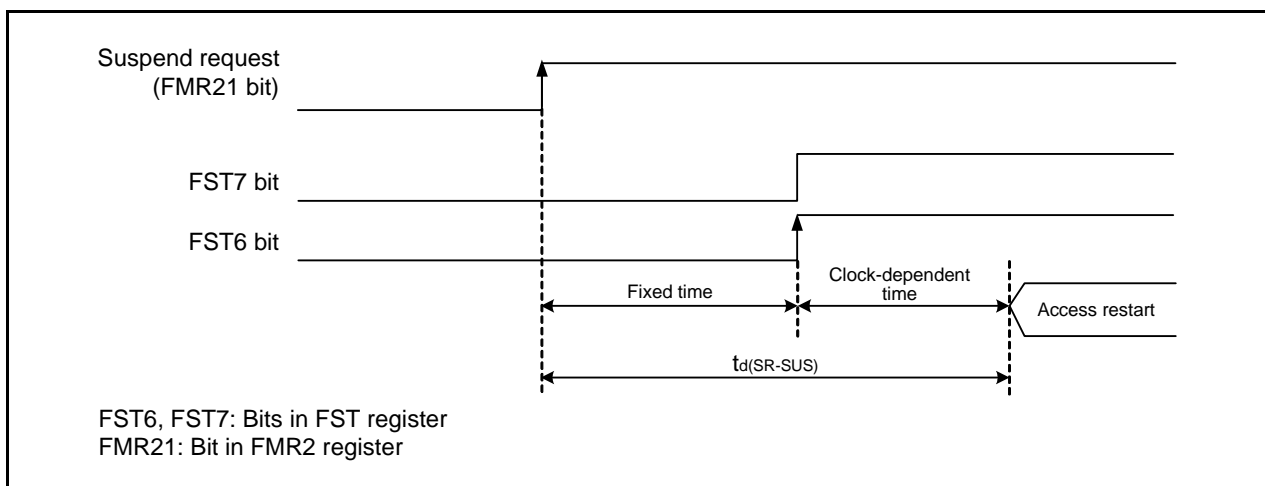 Suspend request
(FMR21 bit)
FST7 bit
FST6 bit
Fixed time
Clock-dependent
time
Access restart
td(SR-SUS)
FST6, FST7: Bits in FST register
FMR21: Bit in FMR2 register